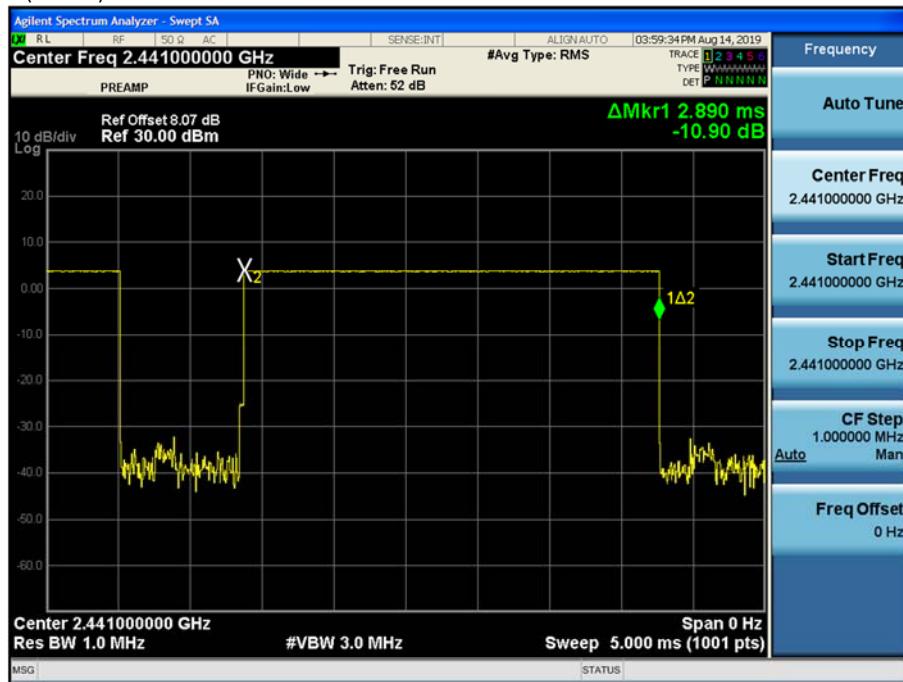 Agilent Spectrum Analyzer - Swept SA
LXI RL RF 50 Ω AC SENSE:INT ALIGN AUTO 03:59:34 PM Aug 14, 2019
Center Freq 2.441000000 GHz
PREAMP
PNO: Wide
IFGain:Low
Trig: Free Run
Atten: 52 dB
#Avg Type: RMS
TRACE 1 2 3 4 5 6
TYPE
DET P N N N N N
Ref Offset 8.07 dB
10 dB/div Ref 30.00 dBm
Log
ΔMkr1 2.890 ms
-10.90 dB
20.0
10.0
0.00
-10.0
-20.0
-30.0
-40.0
-50.0
-60.0
X2
1Δ2
Center 2.441000000 GHz Span 0 Hz
Res BW 1.0 MHz #VBW 3.0 MHz Sweep 5.000 ms (1001 pts)
MSG STATUS
Frequency
Auto Tune
Center Freq
2.441000000 GHz
Start Freq
2.441000000 GHz
Stop Freq
2.441000000 GHz
CF Step
1.000000 MHz
Auto Man
Freq Offset
0 Hz